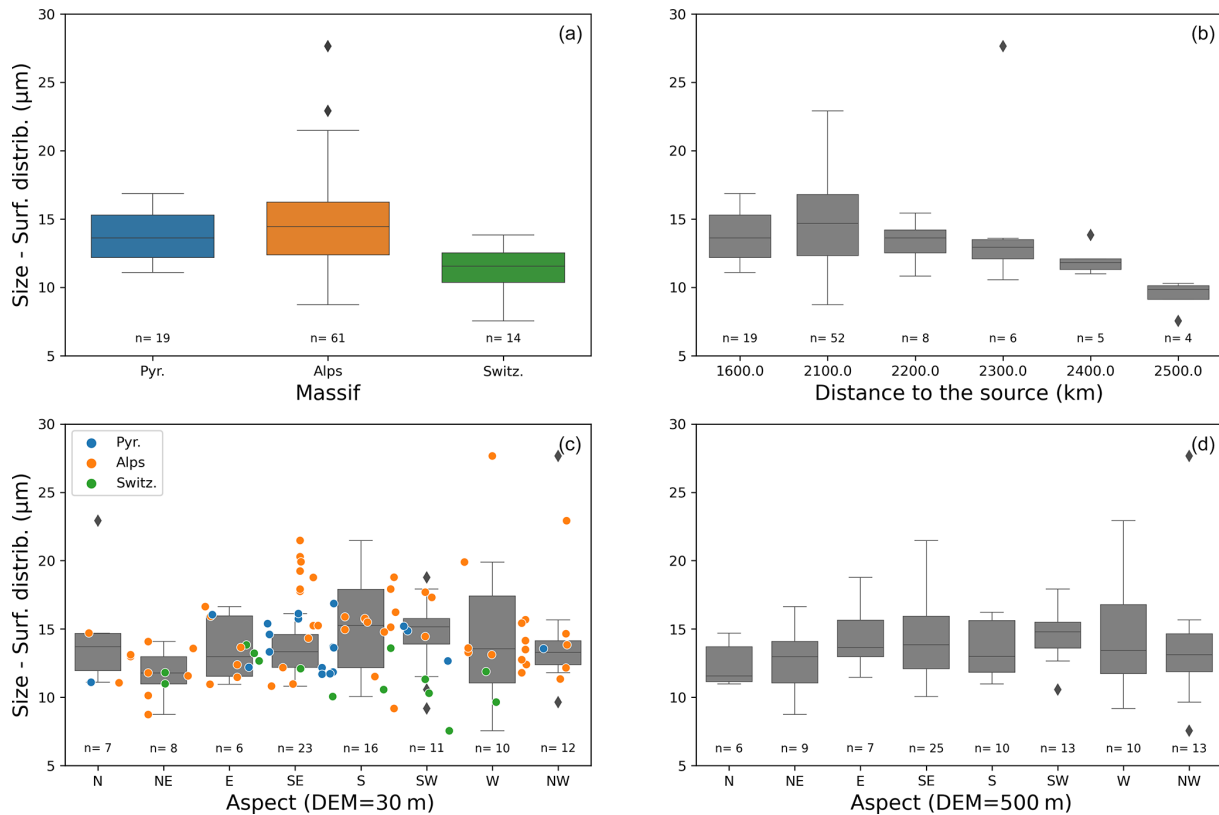 (a)
30
25
20
15
10
5
Size - Surf. distrib. (µm)
n= 19
n= 61
n= 14
Pyr.
Alps
Switz.
Massif
(b)
30
25
20
15
10
5
n= 19
n= 52
n= 8
n= 6
n= 5
n= 4
1600.0
2100.0
2200.0
2300.0
2400.0
2500.0
Distance to the source (km)
(c)
30
25
20
15
10
5
Size - Surf. distrib. (µm)
Pyr.
Alps
Switz.
n= 7
n= 8
n= 6
n= 23
n= 16
n= 11
n= 10
n= 12
N
NE
E
SE
S
SW
W
NW
Aspect (DEM=30 m)
(d)
30
25
20
15
10
5
n= 6
n= 9
n= 7
n= 25
n= 10
n= 13
n= 10
n= 13
N
NE
E
SE
S
SW
W
NW
Aspect (DEM=500 m)